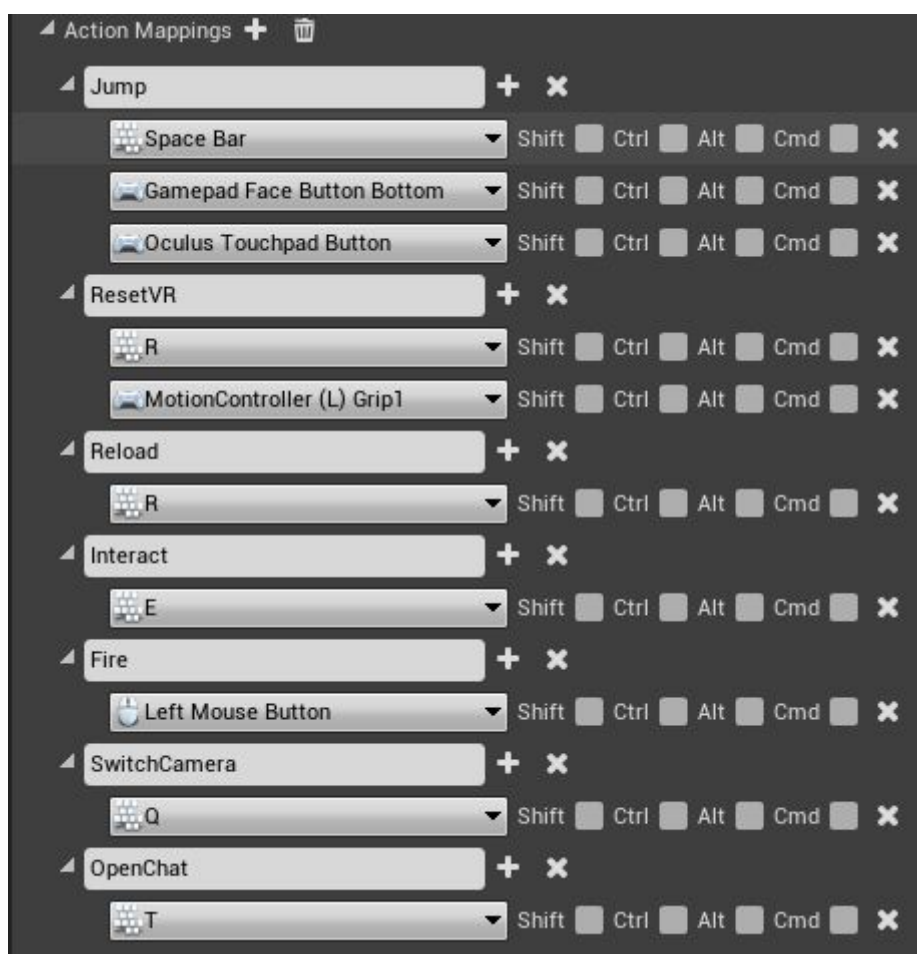 Action Mappings
Jump
Space Bar Shift Ctrl Alt Cmd
Gamepad Face Button Bottom Shift Ctrl Alt Cmd
Oculus Touchpad Button Shift Ctrl Alt Cmd
ResetVR
R Shift Ctrl Alt Cmd
MotionController (L) Grip1 Shift Ctrl Alt Cmd
Reload
R Shift Ctrl Alt Cmd
Interact
E Shift Ctrl Alt Cmd
Fire
Left Mouse Button Shift Ctrl Alt Cmd
SwitchCamera
Q Shift Ctrl Alt Cmd
OpenChat
T Shift Ctrl Alt Cmd